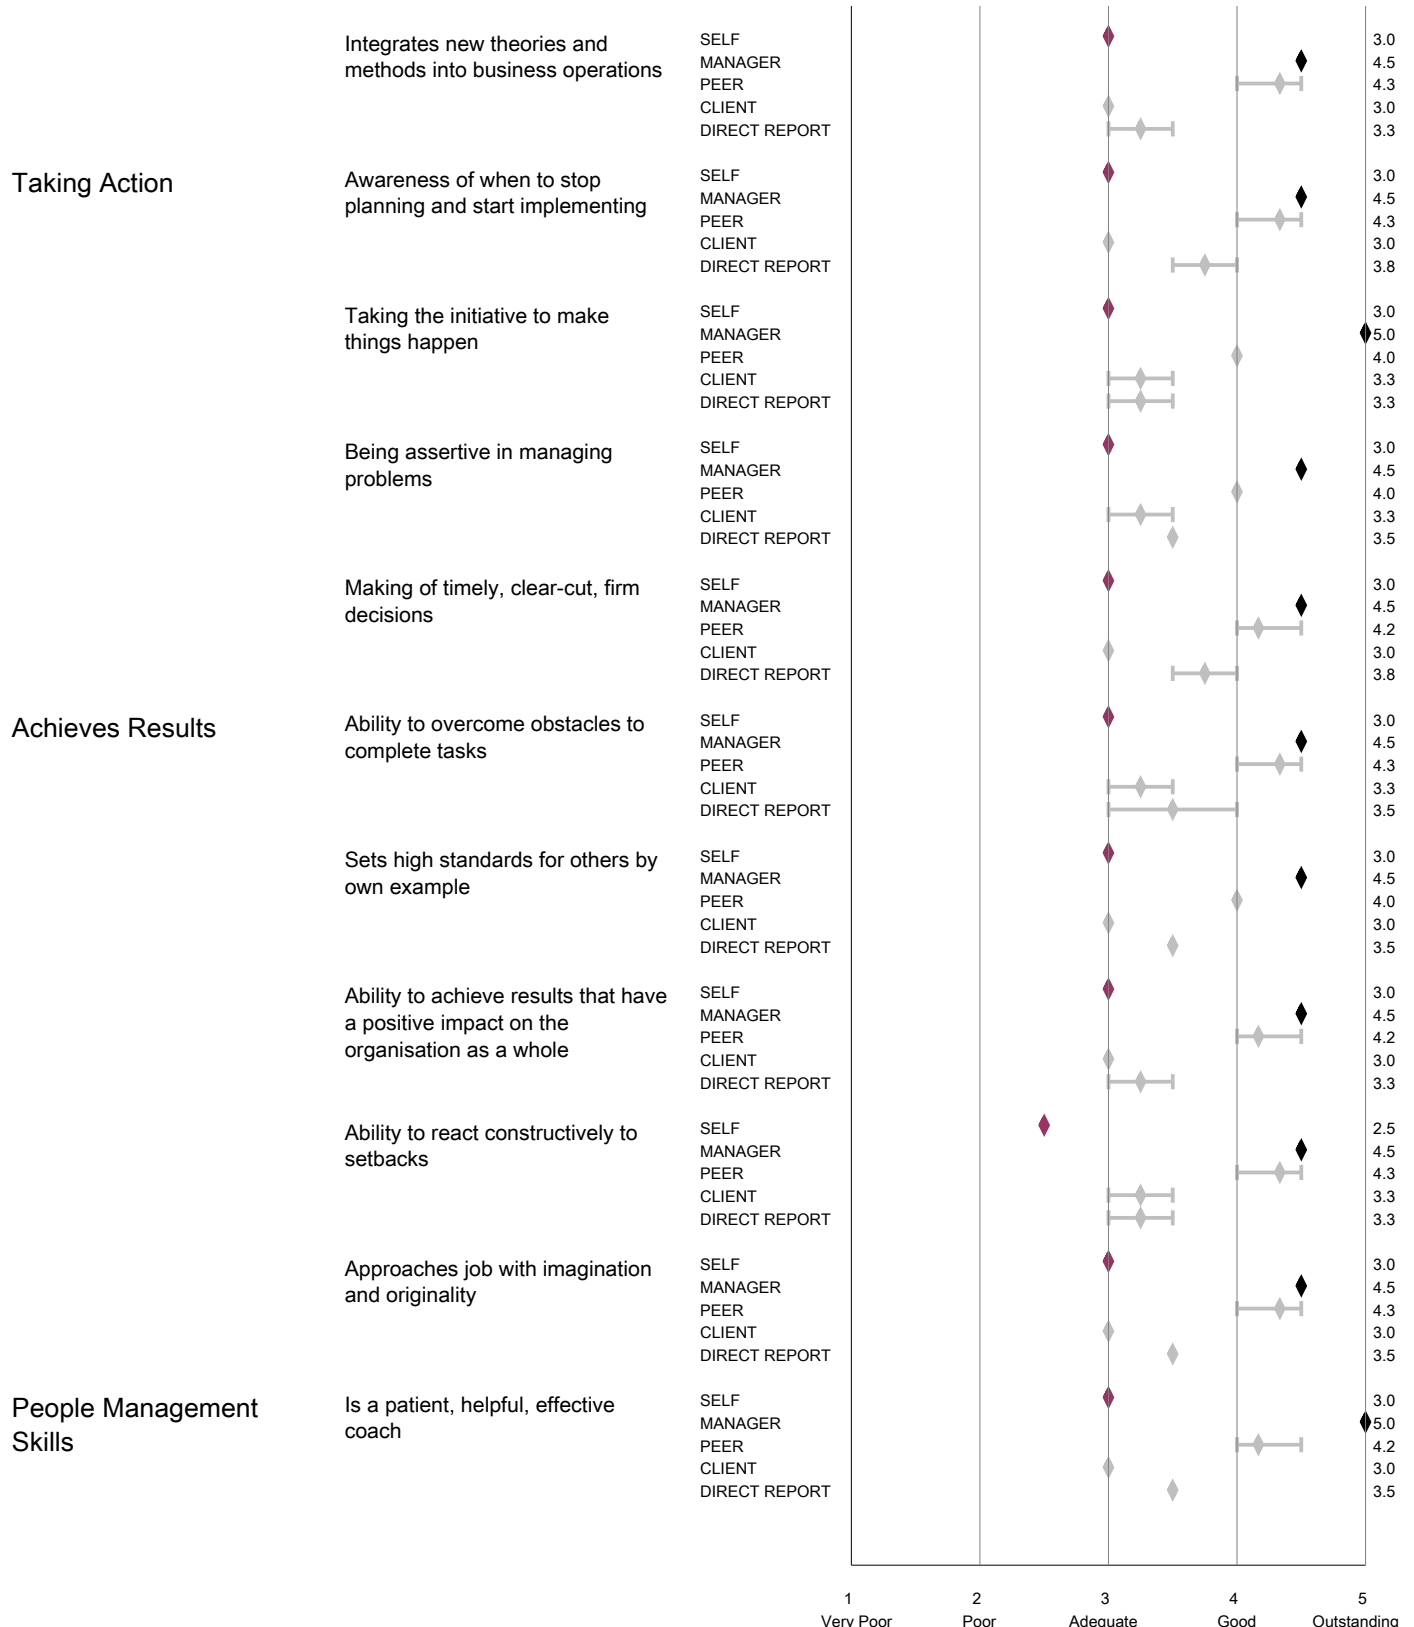 Integrates new theories and
methods into business operations
SELF 3.0
MANAGER 4.5
PEER 4.3
CLIENT 3.0
DIRECT REPORT 3.3
Taking Action
Awareness of when to stop
planning and start implementing
SELF 3.0
MANAGER 4.5
PEER 4.3
CLIENT 3.0
DIRECT REPORT 3.8
Taking the initiative to make
things happen
SELF 3.0
MANAGER 5.0
PEER 4.0
CLIENT 3.3
DIRECT REPORT 3.3
Being assertive in managing
problems
SELF 3.0
MANAGER 4.5
PEER 4.0
CLIENT 3.3
DIRECT REPORT 3.5
Making of timely, clear-cut, firm
decisions
SELF 3.0
MANAGER 4.5
PEER 4.2
CLIENT 3.0
DIRECT REPORT 3.8
Achieves Results
Ability to overcome obstacles to
complete tasks
SELF 3.0
MANAGER 4.5
PEER 4.3
CLIENT 3.3
DIRECT REPORT 3.5
Sets high standards for others by
own example
SELF 3.0
MANAGER 4.5
PEER 4.0
CLIENT 3.0
DIRECT REPORT 3.5
Ability to achieve results that have
a positive impact on the
organisation as a whole
SELF 3.0
MANAGER 4.5
PEER 4.2
CLIENT 3.0
DIRECT REPORT 3.3
Ability to react constructively to
setbacks
SELF 2.5
MANAGER 4.5
PEER 4.3
CLIENT 3.3
DIRECT REPORT 3.3
Approaches job with imagination
and originality
SELF 3.0
MANAGER 4.5
PEER 4.3
CLIENT 3.0
DIRECT REPORT 3.5
People Management
Skills
Is a patient, helpful, effective
coach
SELF 3.0
MANAGER 5.0
PEER 4.2
CLIENT 3.0
DIRECT REPORT 3.5
1 2 3 4 5
Very Poor Poor Adequate Good Outstanding